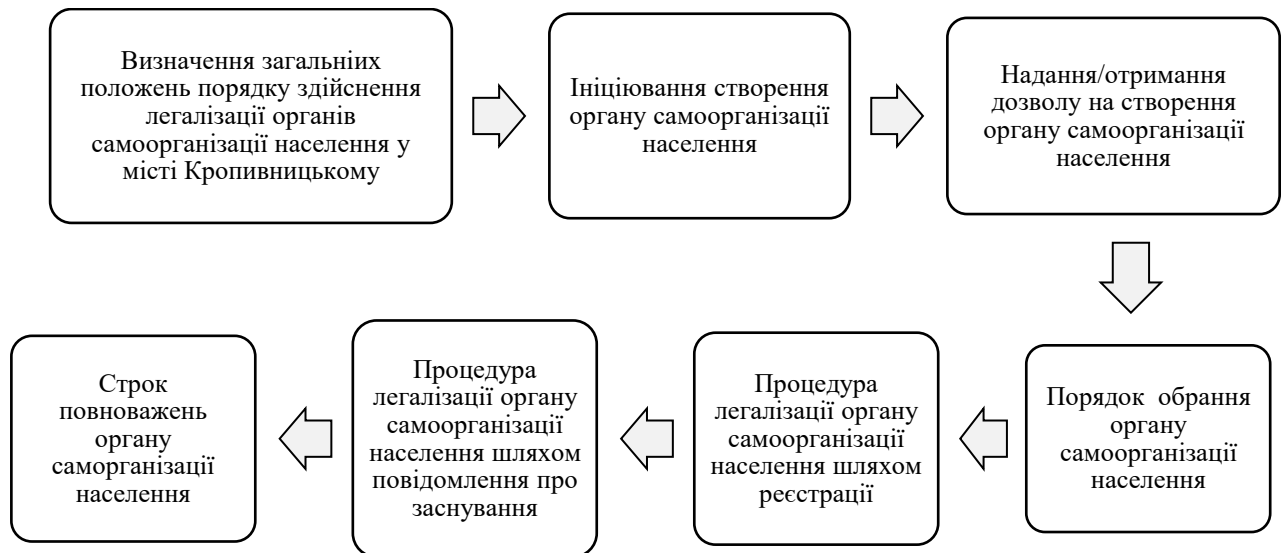 Визначення загальніих
положень порядку здійснення
легалізації органів
самоорганізації населення у
місті Кропивницькому
Ініціювання створення
органу самоорганізації
населення
Надання/отримання
дозволу на створення
органу самоорганізації
населення
Порядок обрання
органу
самоорганізації
населення
Процедура
легалізації органу
самоорганізації
населення шляхом
реєстрації
Процедура
легалізації органу
самоорганізації
населення шляхом
повідомлення про
заснування
Строк
повноважень
органу
саморганізації
населення